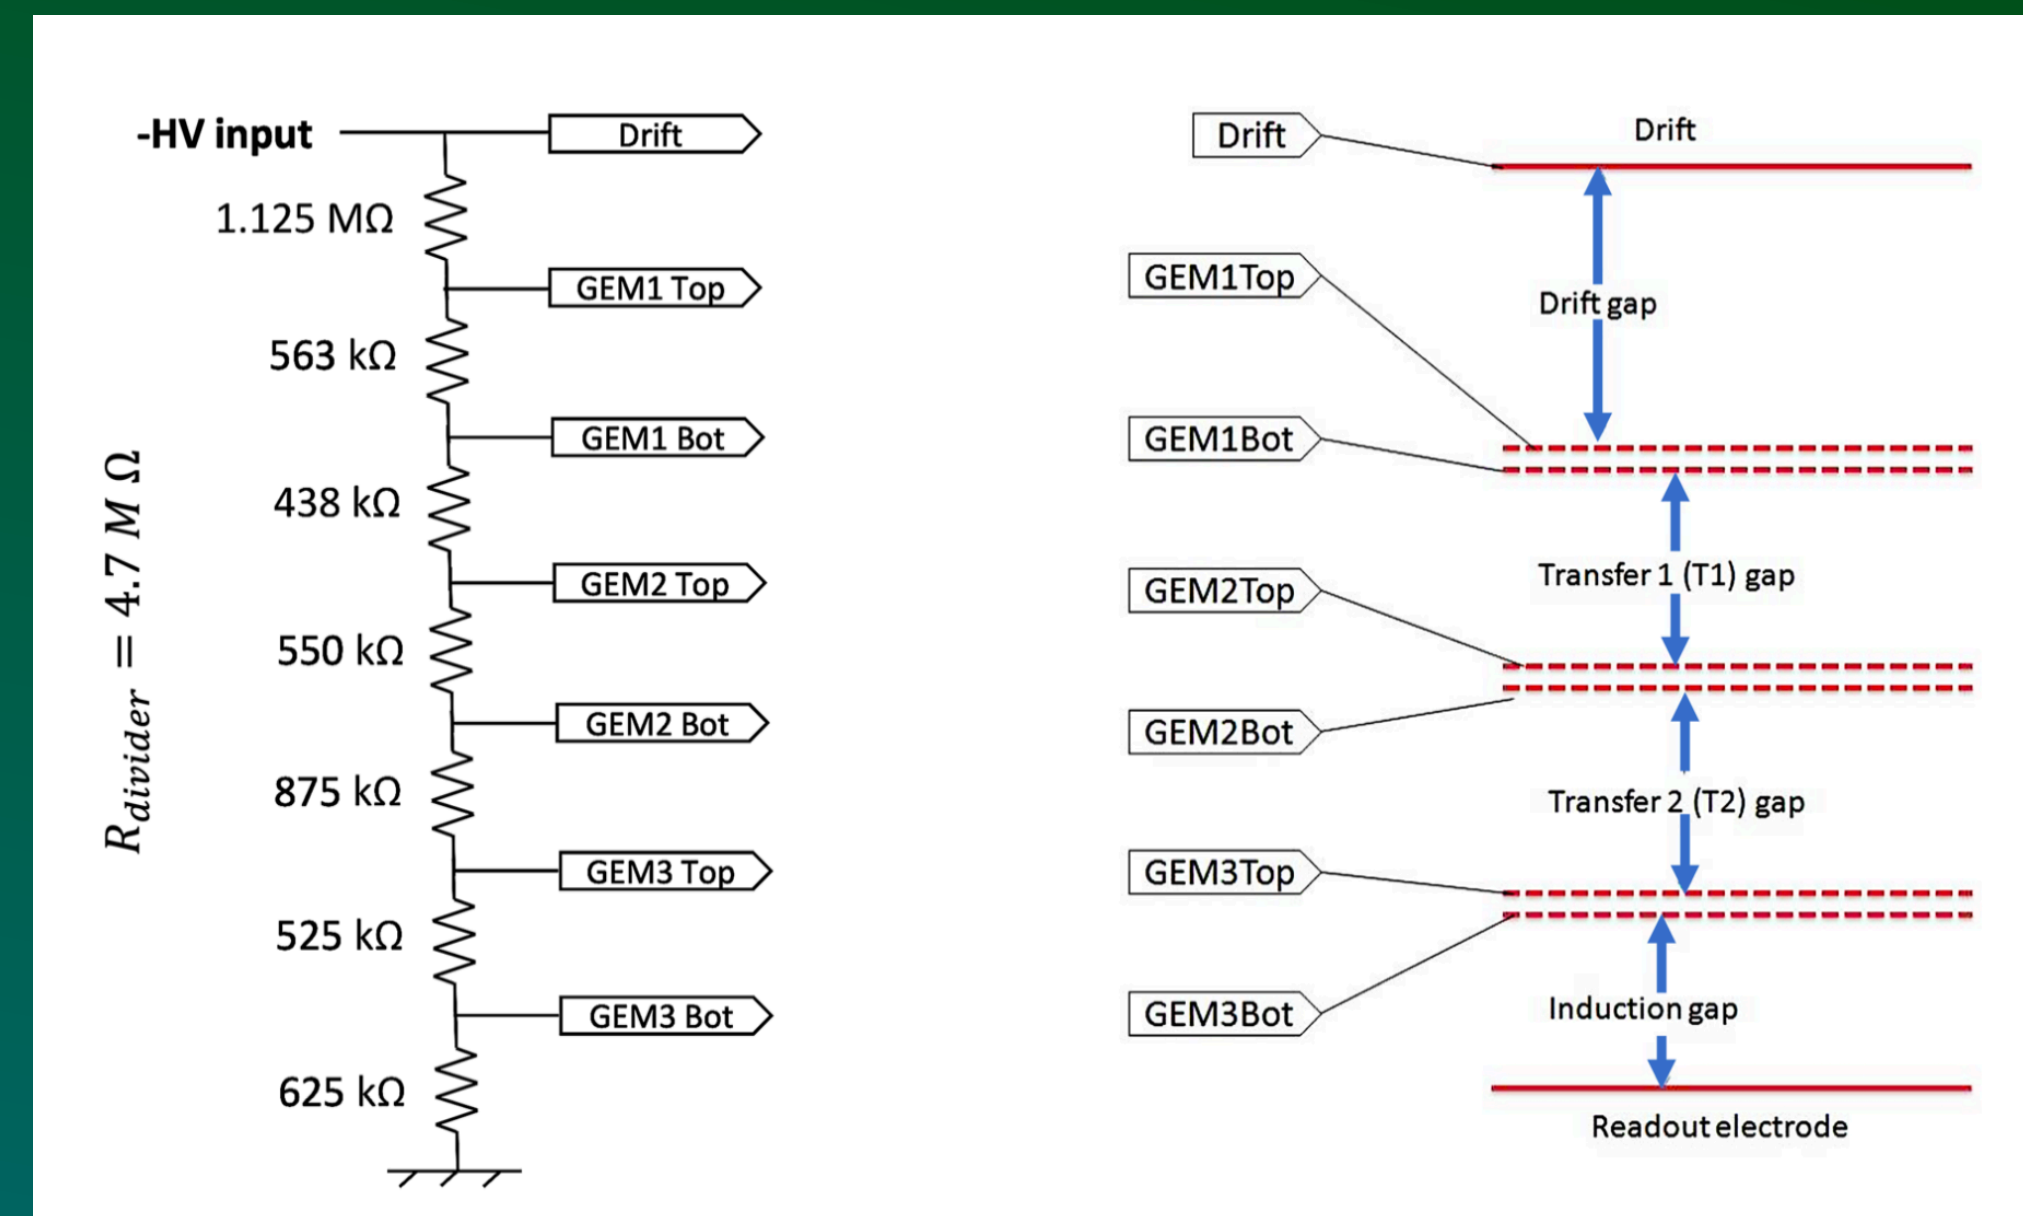 -HV input
Drift
1.125 MΩ
GEM1 Top
563 kΩ
GEM1 Bot
438 kΩ
GEM2 Top
550 kΩ
GEM2 Bot
875 kΩ
GEM3 Top
525 kΩ
GEM3 Bot
625 kΩ
R_divider = 4.7 M Ω
Drift
GEM1Top
GEM1Bot
GEM2Top
GEM2Bot
GEM3Top
GEM3Bot
Drift
Drift gap
Transfer 1 (T1) gap
Transfer 2 (T2) gap
Induction gap
Readout electrode